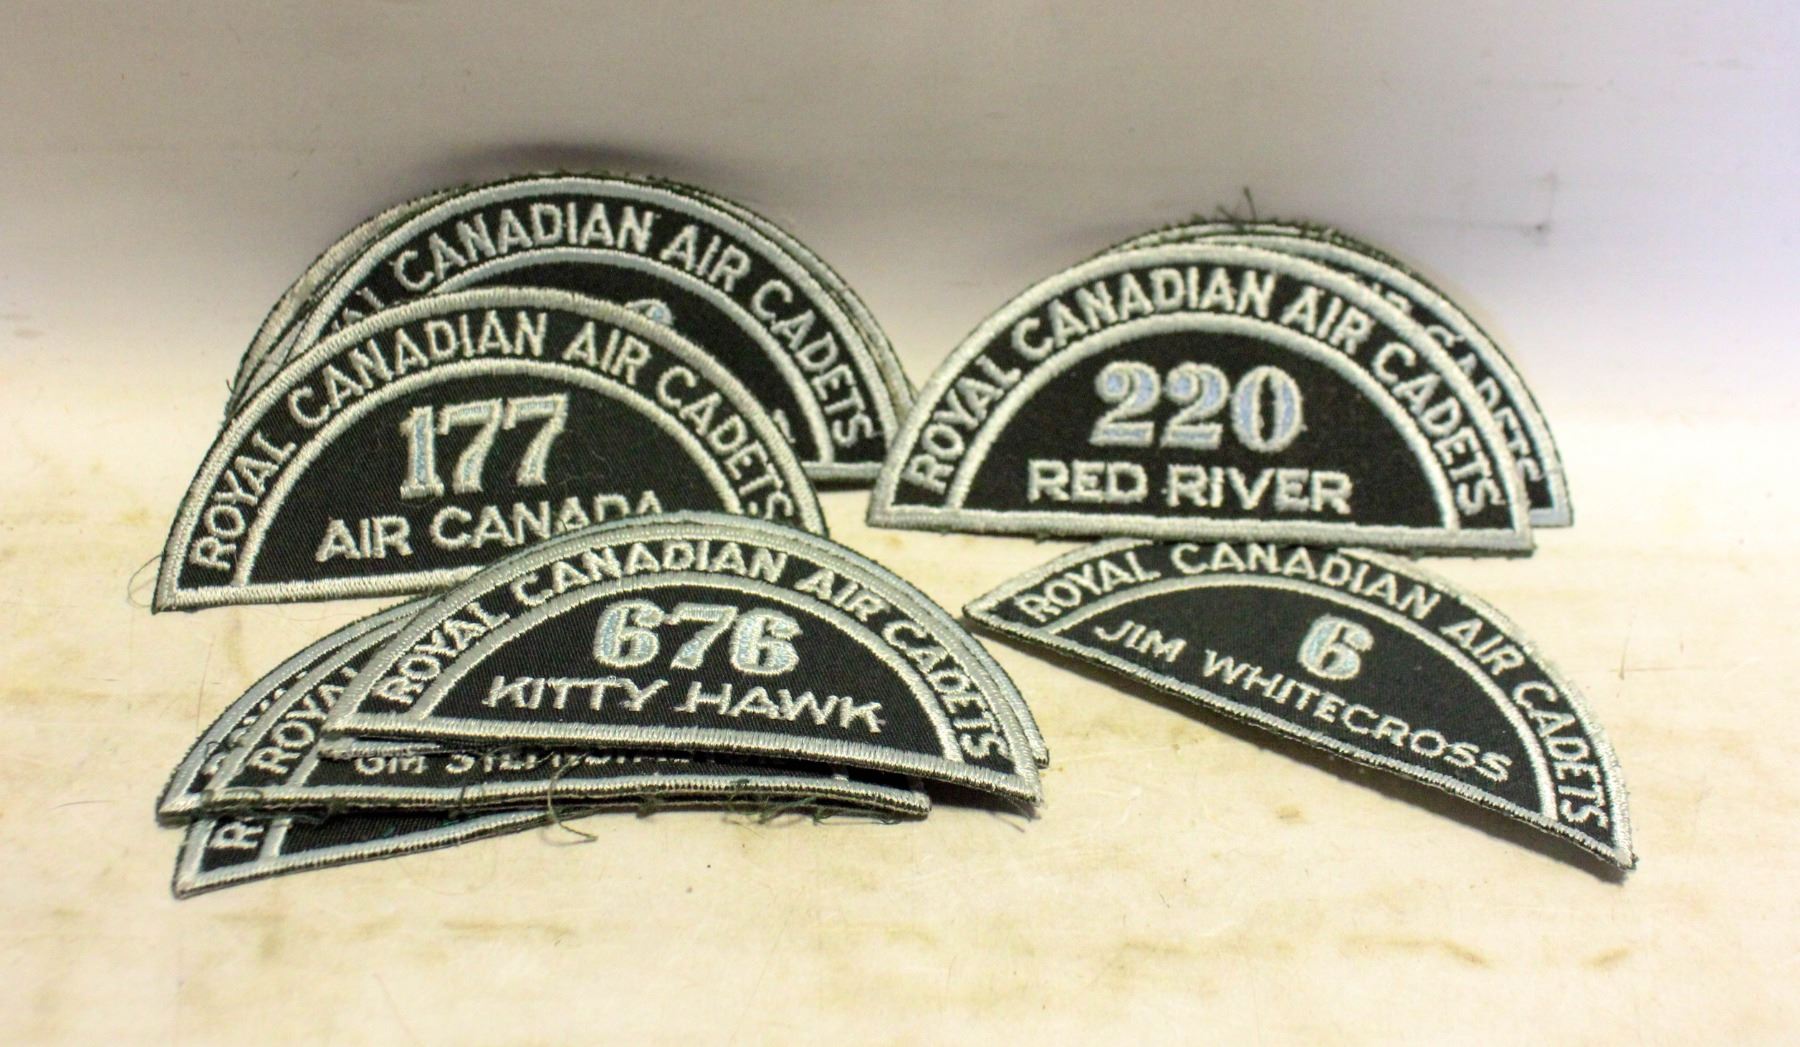 CANADIAN AIR CADETS
ROYAL CANADIAN AIR CADETS
177
AIR CANADA
ROYAL CANADIAN AIR CADETS
220
RED RIVER
CADETS
ROYAL CANADIAN AIR CADETS
676
KITTY HAWK
ROYAL
ROYAL CANADIAN AIR CADETS
6
JIM WHITECROSS